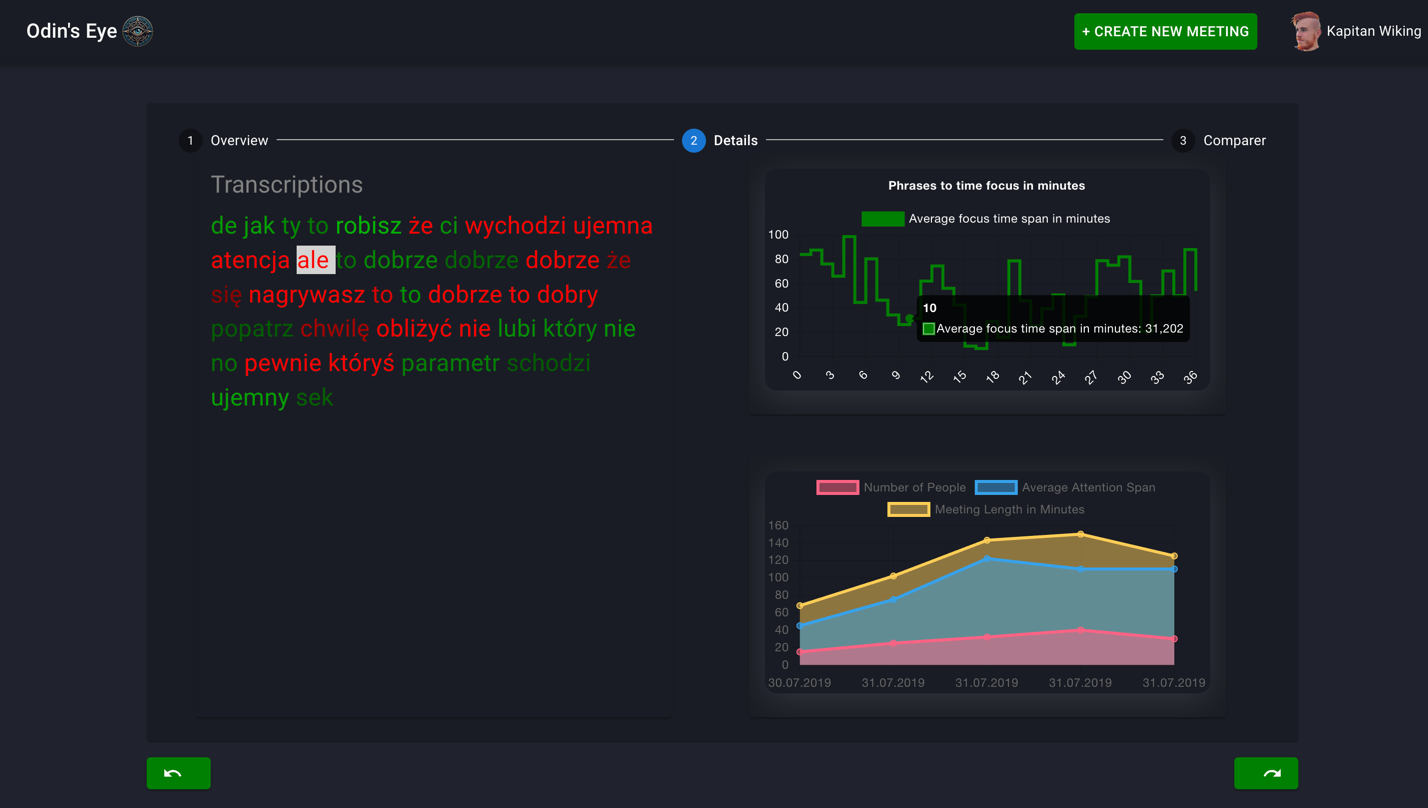 Odin's Eye
+ CREATE NEW MEETING
Kapitan Wiking
1 Overview
2 Details
3 Comparer
Transcriptions
de jak ty to robisz że ci wychodzi ujemna
atencja ale to dobrze dobrze dobrze że
się nagrywasz to to dobrze to dobry
popatrz chwilę obliżyć nie lubi który nie
no pewnie któryś parametr schodzi
ujemny sek
Phrases to time focus in minutes
Average focus time span in minutes
100
80
60
40
20
0
10
Average focus time span in minutes: 31,202
0 3 6 9 12 15 18 21 24 27 30 33 36
Number of People
Average Attention Span
Meeting Length in Minutes
160
140
120
100
80
60
40
20
0
30.07.2019 31.07.2019 31.07.2019 31.07.2019 31.07.2019